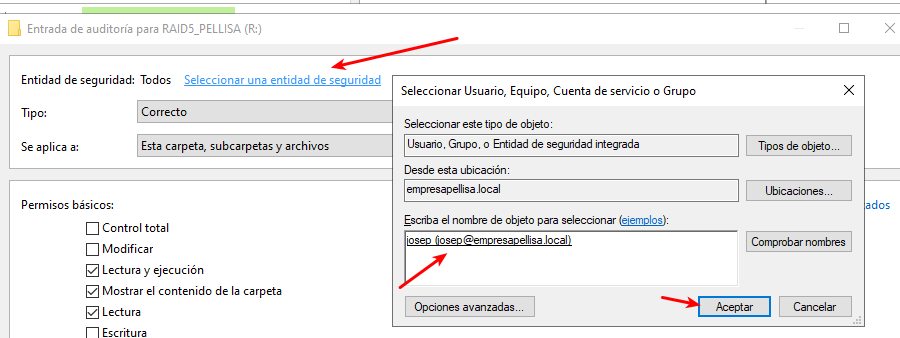 Entrada de auditoría para RAID5_PELLISA (R:)
Entidad de seguridad: Todos Seleccionar una entidad de seguridad
Tipo: Correcto
Se aplica a: Esta carpeta, subcarpetas y archivos
Permisos básicos:
Control total
Modificar
Lectura y ejecución
Mostrar el contenido de la carpeta
Lectura
Escritura
ados
Seleccionar Usuario, Equipo, Cuenta de servicio o Grupo
Seleccionar este tipo de objeto:
Usuario, Grupo, o Entidad de seguridad integrada Tipos de objeto...
Desde esta ubicación:
empresapellisa.local Ubicaciones...
Escriba el nombre de objeto para seleccionar (ejemplos):
josep (josep@empresapellisa.local) Comprobar nombres
Opciones avanzadas... Aceptar Cancelar